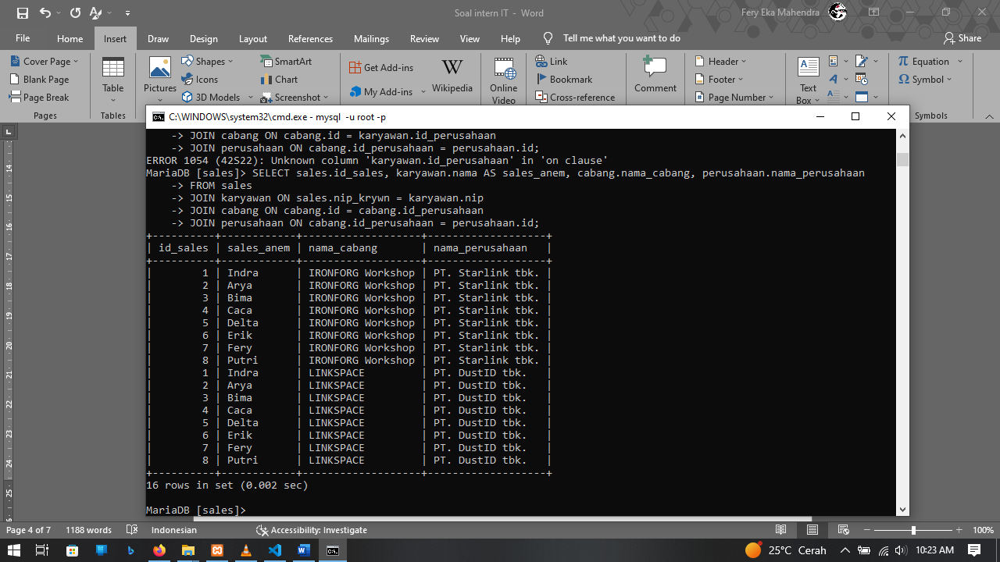 Soal intern IT - Word
Fery Eka Mahendra
File Home Insert Draw Design Layout References Mailings Review View Help Tell me what you want to do Share
Cover Page
Blank Page
Page Break
Pages
Table
Tables
Pictures
Shapes
Icons
3D Models
SmartArt
Chart
Screenshot
Get Add-ins
My Add-ins
Wikipedia
Online
Video
Link
Bookmark
Cross-reference
Comment
Header
Footer
Page Number
Text
Box
Equation
Symbol
Symbols
C:\WINDOWS\system32\cmd.exe - mysql -u root -p
-> JOIN cabang ON cabang.id = karyawan.id_perusahaan
-> JOIN perusahaan ON cabang.id_perusahaan = perusahaan.id;
ERROR 1054 (42S22): Unknown column 'karyawan.id_perusahaan' in 'on clause'
MariaDB [sales]> SELECT sales.id_sales, karyawan.nama AS sales_anem, cabang.nama_cabang, perusahaan.nama_perusahaan
-> FROM sales
-> JOIN karyawan ON sales.nip_krywn = karyawan.nip
-> JOIN cabang ON cabang.id = cabang.id_perusahaan
-> JOIN perusahaan ON cabang.id_perusahaan = perusahaan.id;
+----------+------------+-------------------+-------------------+
| id_sales | sales_anem | nama_cabang | nama_perusahaan |
+----------+------------+-------------------+-------------------+
| 1 | Indra | IRONFORG Workshop | PT. Starlink tbk. |
| 2 | Arya | IRONFORG Workshop | PT. Starlink tbk. |
| 3 | Bima | IRONFORG Workshop | PT. Starlink tbk. |
| 4 | Caca | IRONFORG Workshop | PT. Starlink tbk. |
| 5 | Delta | IRONFORG Workshop | PT. Starlink tbk. |
| 6 | Erik | IRONFORG Workshop | PT. Starlink tbk. |
| 7 | Fery | IRONFORG Workshop | PT. Starlink tbk. |
| 8 | Putri | IRONFORG Workshop | PT. Starlink tbk. |
| 1 | Indra | LINKSPACE | PT. DustID tbk. |
| 2 | Arya | LINKSPACE | PT. DustID tbk. |
| 3 | Bima | LINKSPACE | PT. DustID tbk. |
| 4 | Caca | LINKSPACE | PT. DustID tbk. |
| 5 | Delta | LINKSPACE | PT. DustID tbk. |
| 6 | Erik | LINKSPACE | PT. DustID tbk. |
| 7 | Fery | LINKSPACE | PT. DustID tbk. |
| 8 | Putri | LINKSPACE | PT. DustID tbk. |
+----------+------------+-------------------+-------------------+
16 rows in set (0.002 sec)
MariaDB [sales]>
14
15
16
17
18
19
20
21
22
23
24
25
Page 4 of 7 1188 words Indonesian Accessibility: Investigate 100%
25°C Cerah 10:23 AM